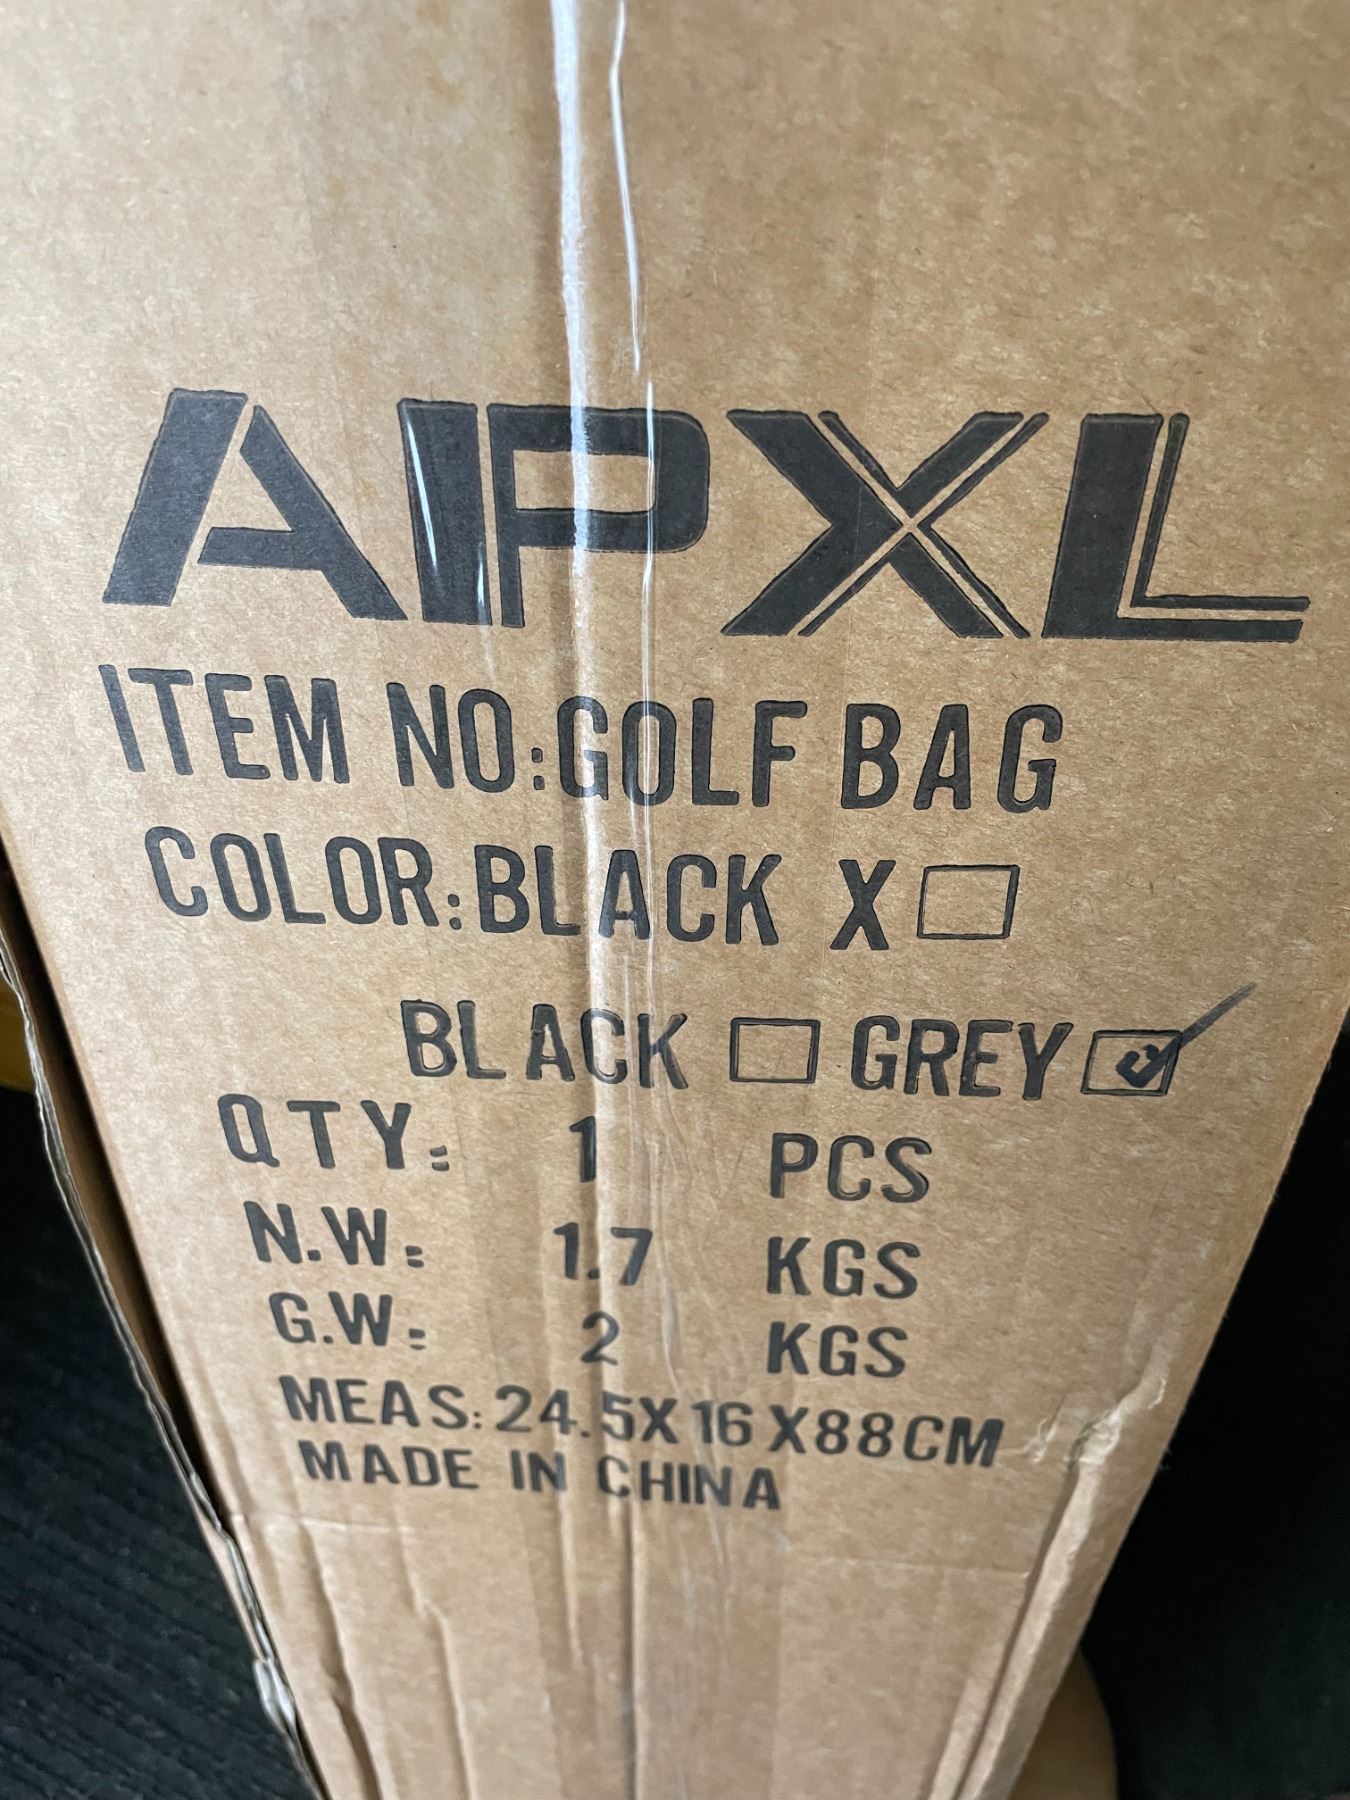 APXL
ITEM NO:GOLF BAG
COLOR:BLACK X☐
BLACK ☐ GREY ☑
QTY: 1 PCS
N.W: 1.7 KGS
G.W: 2 KGS
MEAS:24.5X16X88CM
MADE IN CHINA